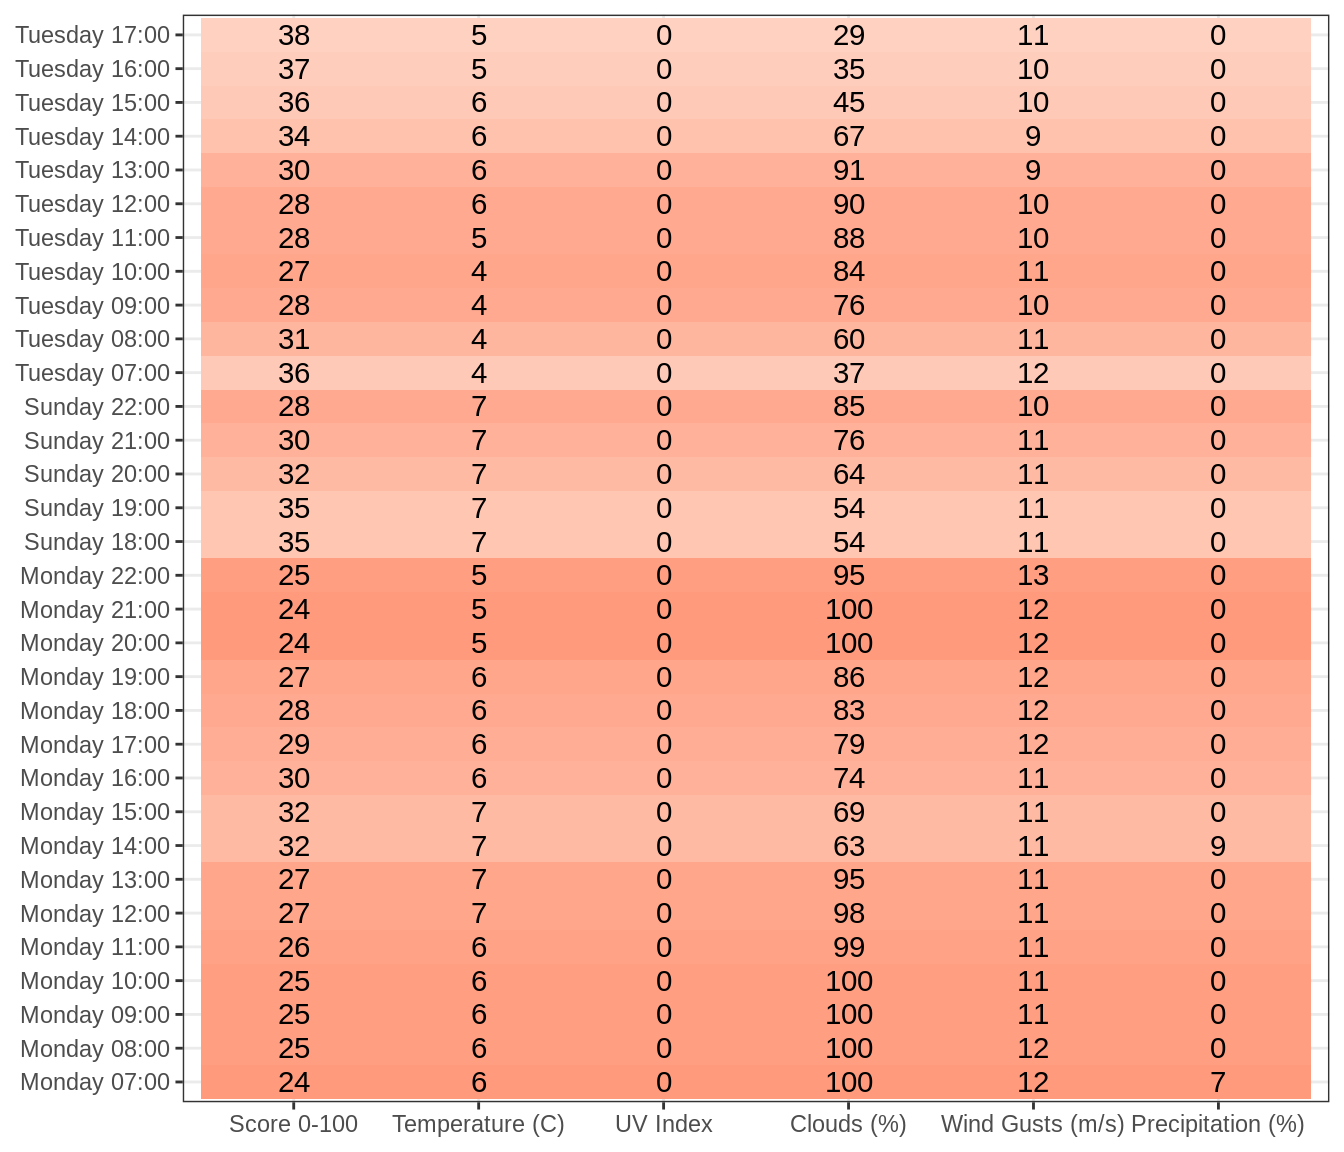 Tuesday 17:00 38 5 0 29 11 0
Tuesday 16:00 37 5 0 35 10 0
Tuesday 15:00 36 6 0 45 10 0
Tuesday 14:00 34 6 0 67 9 0
Tuesday 13:00 30 6 0 91 9 0
Tuesday 12:00 28 6 0 90 10 0
Tuesday 11:00 28 5 0 88 10 0
Tuesday 10:00 27 4 0 84 11 0
Tuesday 09:00 28 4 0 76 10 0
Tuesday 08:00 31 4 0 60 11 0
Tuesday 07:00 36 4 0 37 12 0
Sunday 22:00 28 7 0 85 10 0
Sunday 21:00 30 7 0 76 11 0
Sunday 20:00 32 7 0 64 11 0
Sunday 19:00 35 7 0 54 11 0
Sunday 18:00 35 7 0 54 11 0
Monday 22:00 25 5 0 95 13 0
Monday 21:00 24 5 0 100 12 0
Monday 20:00 24 5 0 100 12 0
Monday 19:00 27 6 0 86 12 0
Monday 18:00 28 6 0 83 12 0
Monday 17:00 29 6 0 79 12 0
Monday 16:00 30 6 0 74 11 0
Monday 15:00 32 7 0 69 11 0
Monday 14:00 32 7 0 63 11 9
Monday 13:00 27 7 0 95 11 0
Monday 12:00 27 7 0 98 11 0
Monday 11:00 26 6 0 99 11 0
Monday 10:00 25 6 0 100 11 0
Monday 09:00 25 6 0 100 11 0
Monday 08:00 25 6 0 100 12 0
Monday 07:00 24 6 0 100 12 7
Score 0-100 Temperature (C) UV Index Clouds (%) Wind Gusts (m/s) Precipitation (%)